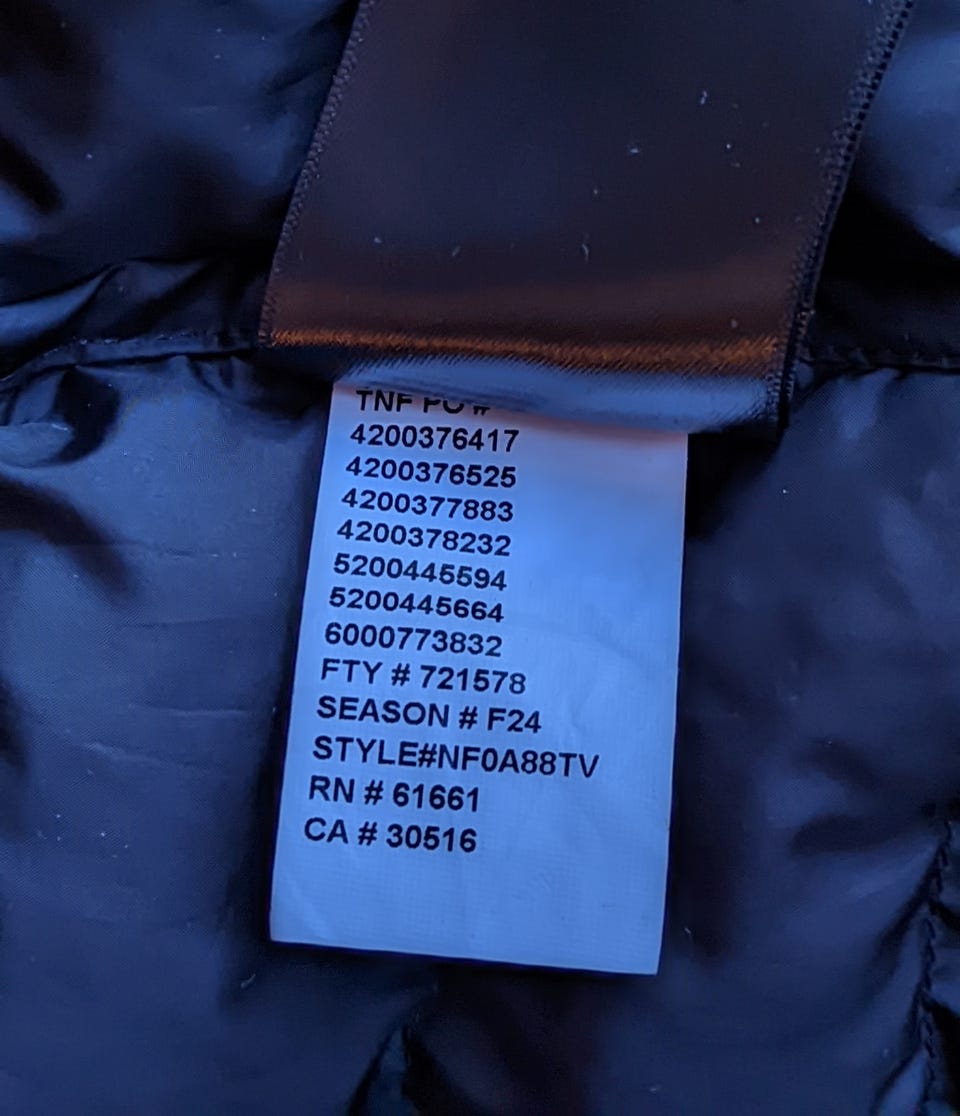 TNF PO #
4200376417
4200376525
4200377883
4200378232
5200445594
5200445664
6000773832
FTY # 721578
SEASON # F24
STYLE#NF0A88TV
RN # 61661
CA # 30516